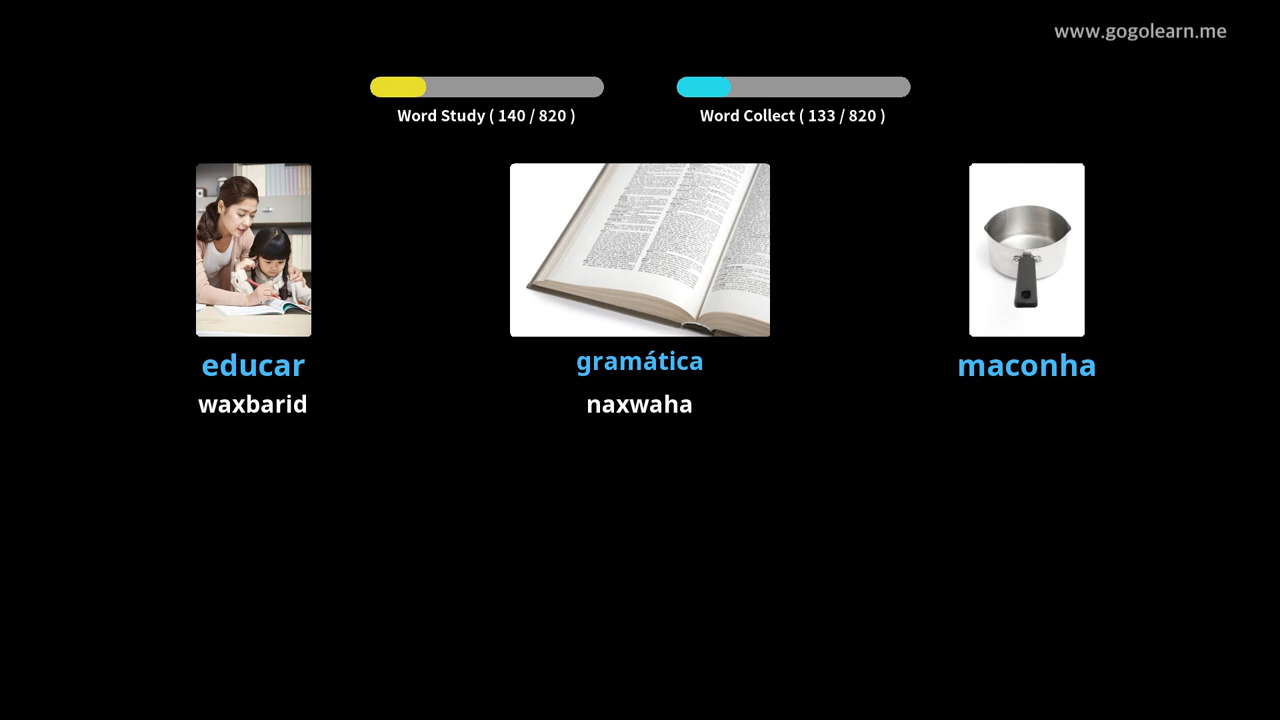 www.gogolearn.me
Word Study ( 140 / 820 )
Word Collect ( 133 / 820 )
educar
gramática
maconha
waxbarid
naxwaha